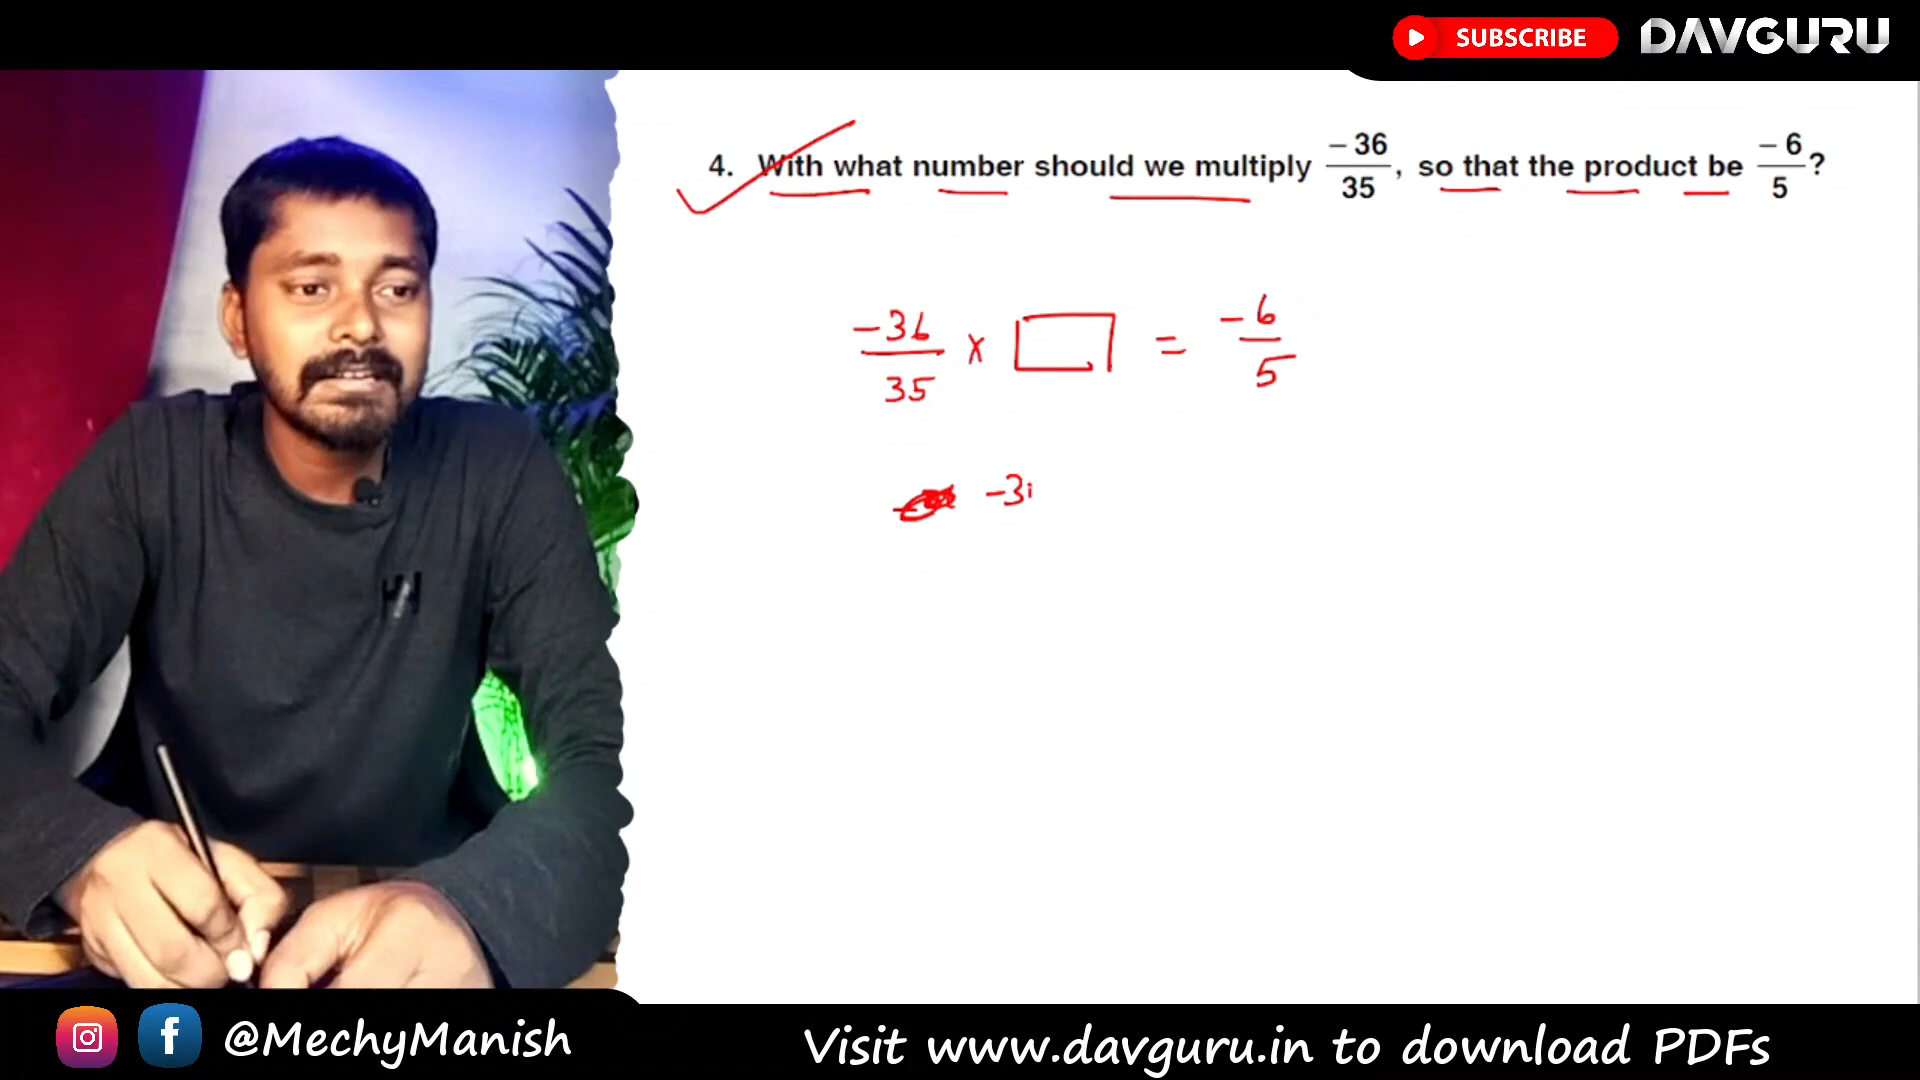 SUBSCRIBE DAVGURU
4. With what number should we multiply -36/35, so that the product be -6/5?
-36/35 × □ = -6/5
-3
@MechyManish
Visit www.davguru.in to download PDFs